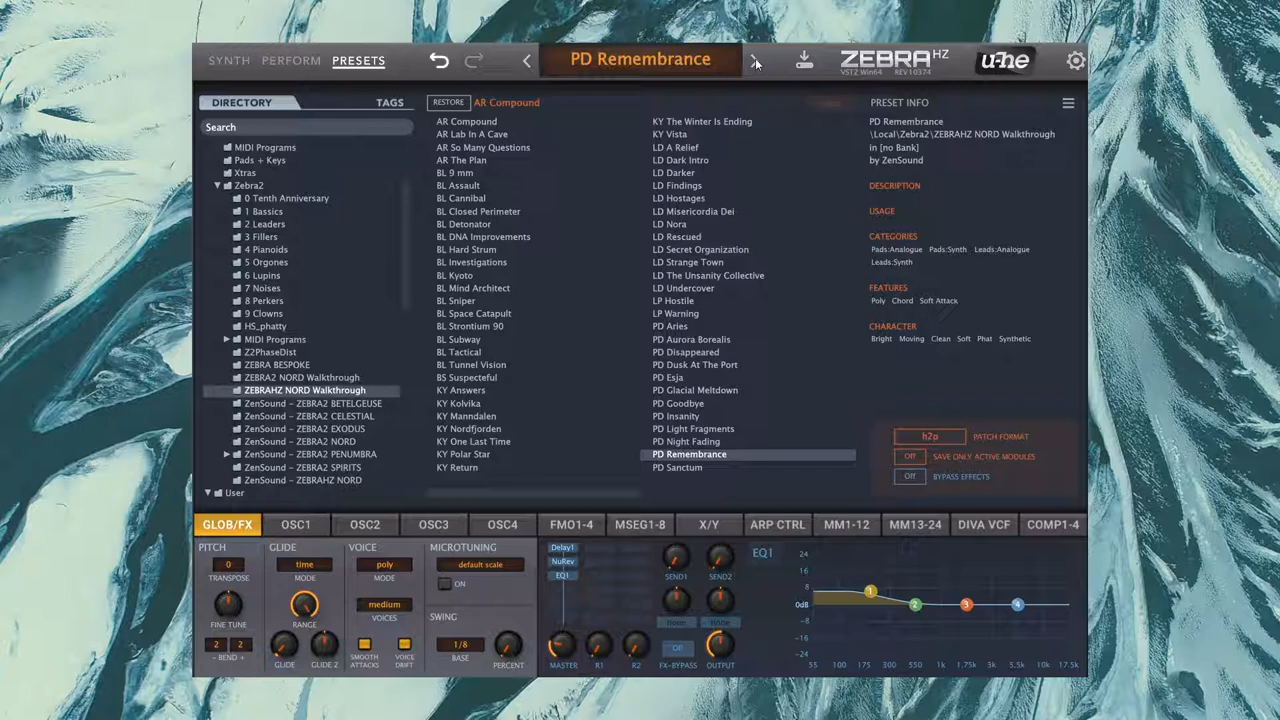 SYNTH PERFORM PRESETS
PD Remembrance
ZEBRA HZ
VST2 Win64 REV10374
u-he
DIRECTORY TAGS
Search
MIDI Programs
Pads + Keys
Xtras
Zebra2
0 Tenth Anniversary
1 Bassics
2 Leaders
3 Fillers
4 Pianoids
5 Orgones
6 Lupins
7 Noises
8 Perkers
9 Clowns
HS_phatty
MIDI Programs
Z2PhaseDist
ZEBRA BESPOKE
ZEBRA2 NORD Walkthrough
ZEBRAHZ NORD Walkthrough
ZenSound - ZEBRA2 BETELGEUSE
ZenSound - ZEBRA2 CELESTIAL
ZenSound - ZEBRA2 EXODUS
ZenSound - ZEBRA2 NORD
ZenSound - ZEBRA2 PENUMBRA
ZenSound - ZEBRA2 SPIRITS
ZenSound - ZEBRAHZ NORD
User
RESTORE AR Compound
AR Compound
AR Lab In A Cave
AR So Many Questions
AR The Plan
BL 9 mm
BL Assault
BL Cannibal
BL Closed Perimeter
BL Detonator
BL DNA Improvements
BL Hard Strum
BL Investigations
BL Kyoto
BL Mind Architect
BL Sniper
BL Space Catapult
BL Strontium 90
BL Subway
BL Tactical
BL Tunnel Vision
BS Suspecteful
KY Answers
KY Kolvika
KY Manndalen
KY Nordfjorden
KY One Last Time
KY Polar Star
KY Return
KY The Winter Is Ending
KY Vista
LD A Relief
LD Dark Intro
LD Darker
LD Findings
LD Hostages
LD Misericordia Dei
LD Nora
LD Rescued
LD Secret Organization
LD Strange Town
LD The Unsanity Collective
LD Undercover
LP Hostile
LP Warning
PD Aries
PD Aurora Borealis
PD Disappeared
PD Dusk At The Port
PD Esja
PD Glacial Meltdown
PD Goodbye
PD Insanity
PD Light Fragments
PD Night Fading
PD Remembrance
PD Sanctum
PRESET INFO
PD Remembrance
\Local\Zebra2\ZEBRAHZ NORD Walkthrough
in [no Bank]
by ZenSound
DESCRIPTION
USAGE
CATEGORIES
Pads:Analogue Pads:Synth Leads:Analogue
Leads:Synth
FEATURES
Poly Chord Soft Attack
CHARACTER
Bright Moving Clean Soft Phat Synthetic
h2p PATCH FORMAT
Off SAVE ONLY ACTIVE MODULES
Off BYPASS EFFECTS
GLOB/FX OSC1 OSC2 OSC3 OSC4 FMO1-4 MSEG1-8 X/Y ARP CTRL MM1-12 MM13-24 DIVA VCF COMP1-4
PITCH
0
TRANSPOSE
FINE TUNE
2 2
- BEND +
GLIDE
time
MODE
RANGE
GLIDE GLIDE 2
VOICE
poly
MODE
medium
VOICES
SMOOTH ATTACKS
VOICE DRIFT
MICROTUNING
default scale
ON
SWING
1/8
BASE PERCENT
Delay1
NuRev
EQ1
MASTER R1 R2
SEND1 SEND2
none none
Off
FX-BYPASS OUTPUT
EQ1
24
16
8
0dB
-8
-16
-24
1 2 3 4
55 100 175 300 550 1k 1,75k 3k 5,5k 10k 17.5k